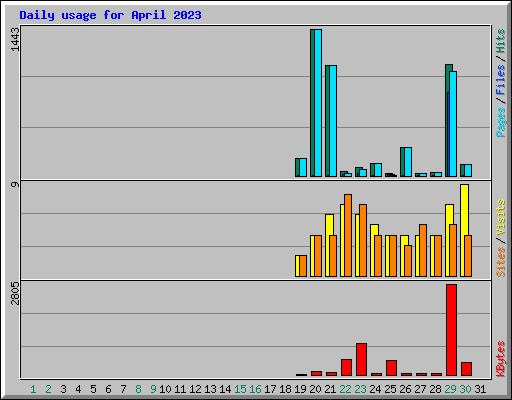 Daily usage for April 2023
1443
Pages / Files / Hits
9
Sites / Visits
2805
KBytes
1 2 3 4 5 6 7 8 9 10 11 12 13 14 15 16 17 18 19 20 21 22 23 24 25 26 27 28 29 30 31